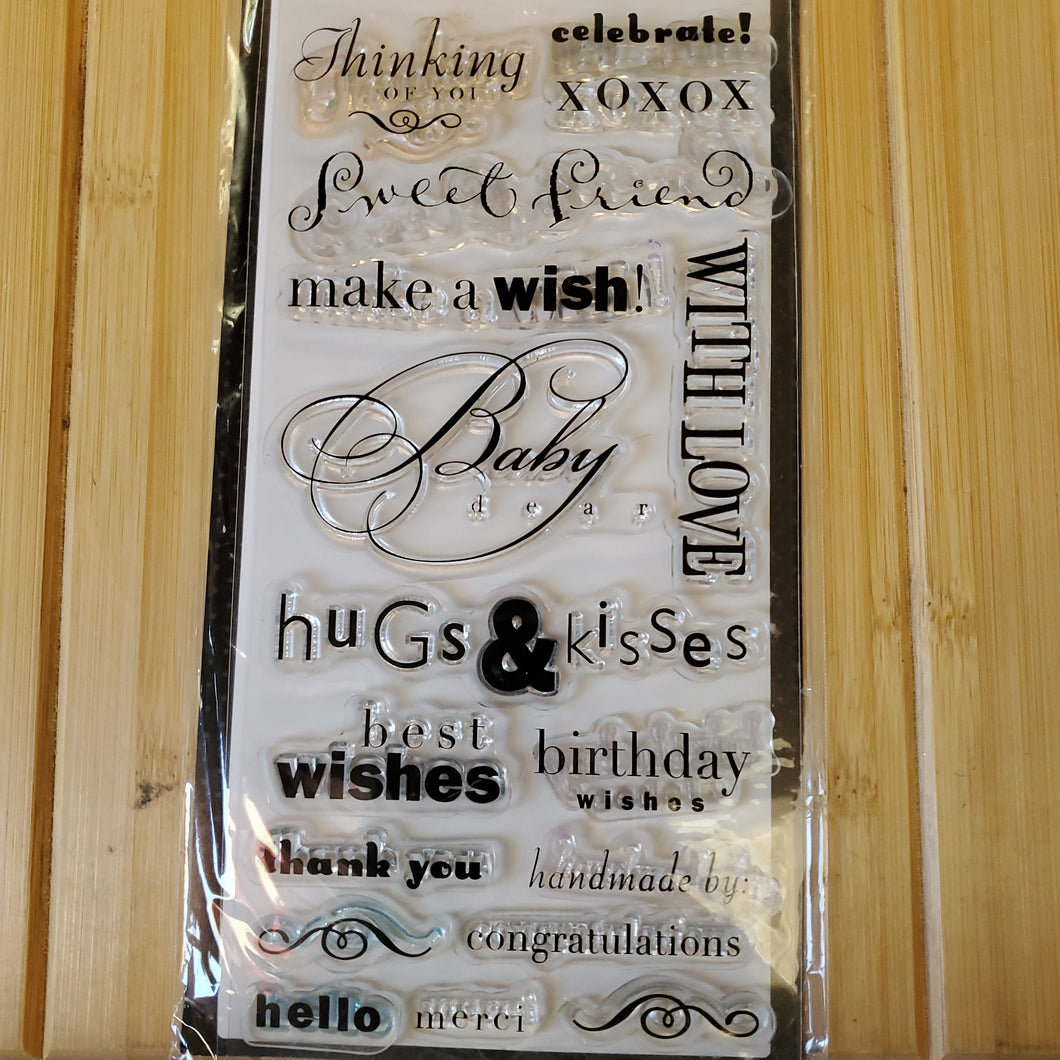 Thinking
OF YOU
celebrate!
XOXOX
Sweet friend
make a wish!
WITH LOVE
Baby
dear
huGs & kisSes
best
wishes
birthday
wishes
thank you
handmade by:
congratulations
hello
merci